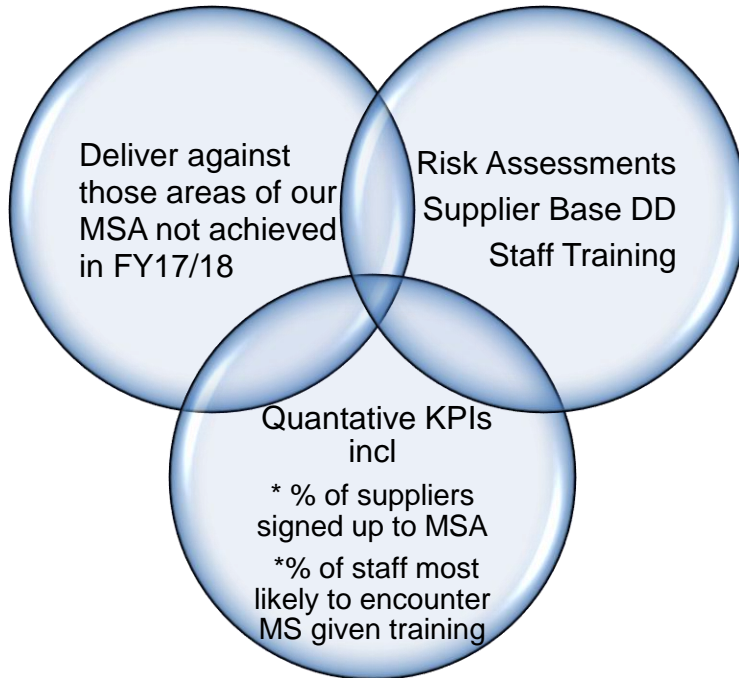 Deliver against
those areas of our
MSA not achieved
in FY17/18
Risk Assessments
Supplier Base DD
Staff Training
Quantative KPIs
incl
* % of suppliers
signed up to MSA
*% of staff most
likely to encounter
MS given training